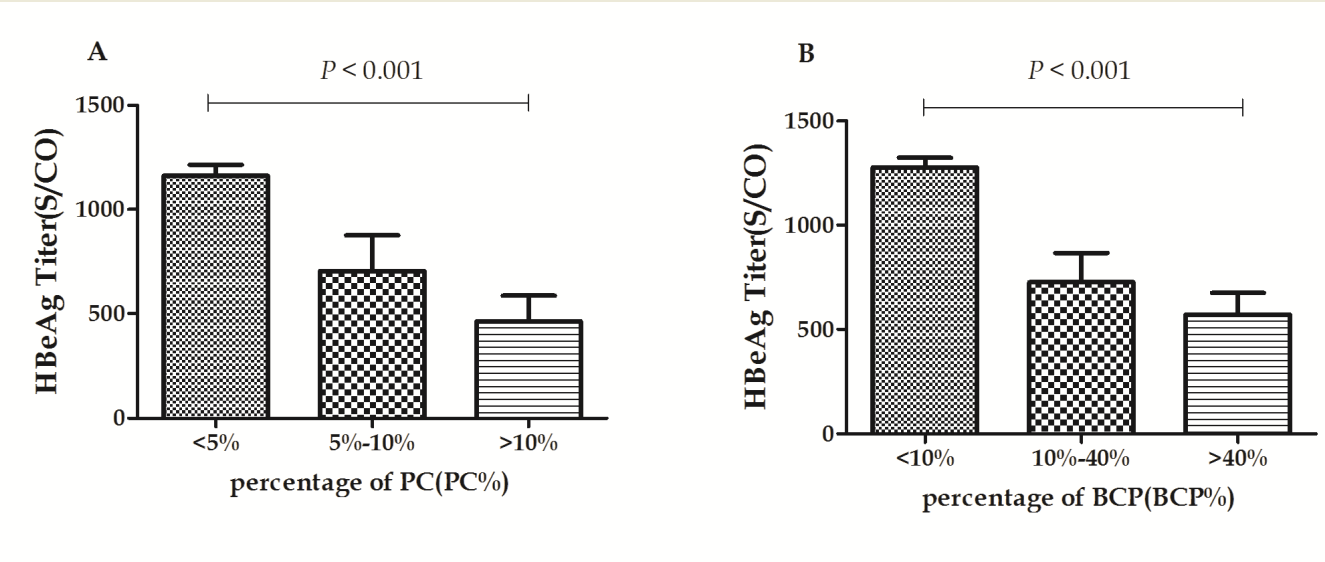 A
P < 0.001
HBeAg Titer(S/CO)
1500
1000
500
0
<5% 5%-10% >10%
percentage of PC(PC%)
B
P < 0.001
HBeAg Titer(S/CO)
1500
1000
500
0
<10% 10%-40% >40%
percentage of BCP(BCP%)